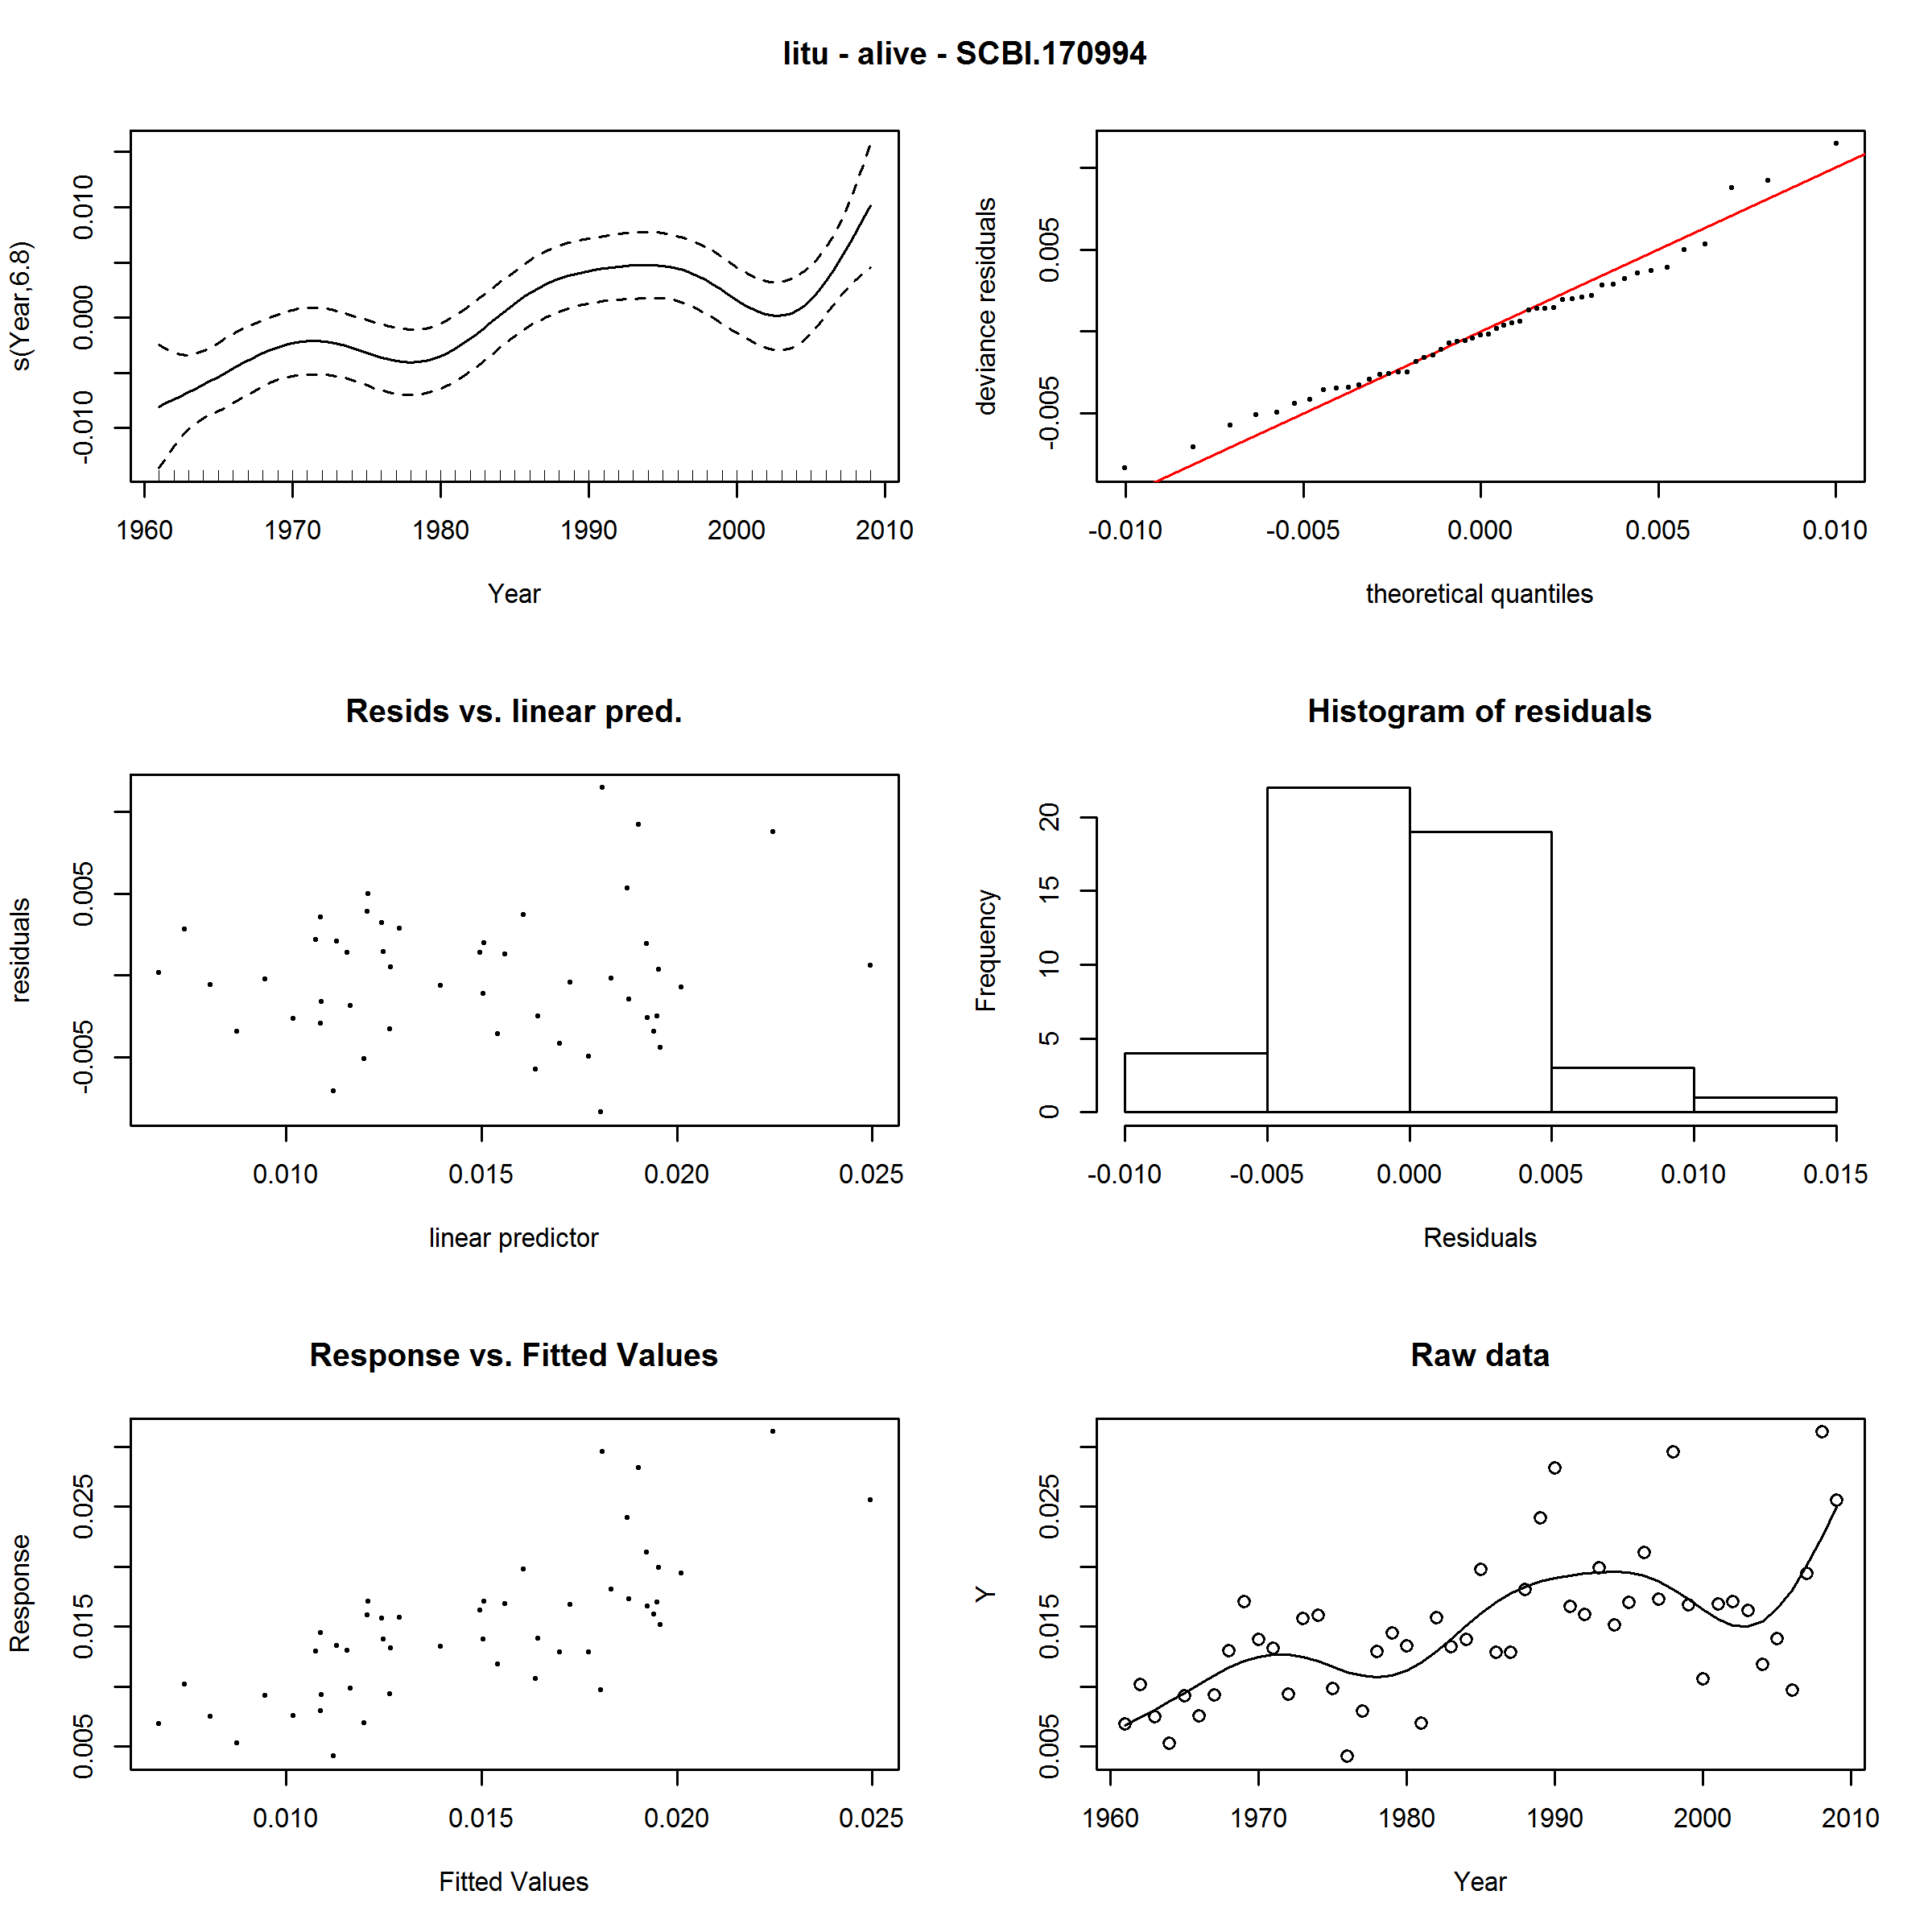 litu - alive - SCBI.170994
s(Year,6.8)
-0.010 0.000 0.010
1960 1970 1980 1990 2000 2010
Year
deviance residuals
-0.005 0.005
-0.010 -0.005 0.000 0.005 0.010
theoretical quantiles
Resids vs. linear pred.
residuals
-0.005 0.005
0.010 0.015 0.020 0.025
linear predictor
Histogram of residuals
Frequency
0 5 10 15 20
-0.010 -0.005 0.000 0.005 0.010 0.015
Residuals
Response vs. Fitted Values
Response
0.005 0.015 0.025
0.010 0.015 0.020 0.025
Fitted Values
Raw data
Y
0.005 0.015 0.025
1960 1970 1980 1990 2000 2010
Year